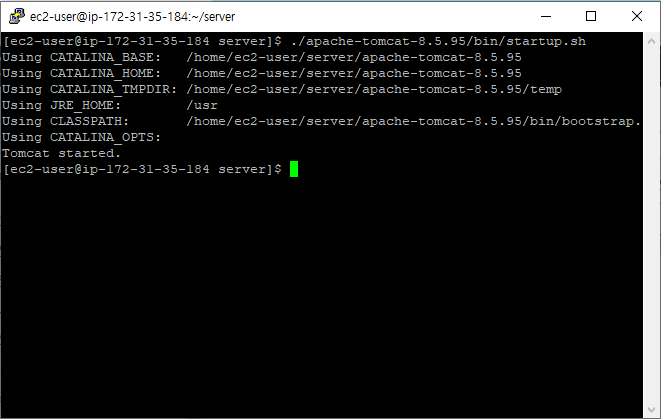 ec2-user@ip-172-31-35-184:~/server
[ec2-user@ip-172-31-35-184 server]$ ./apache-tomcat-8.5.95/bin/startup.sh
Using CATALINA_BASE:   /home/ec2-user/server/apache-tomcat-8.5.95
Using CATALINA_HOME:   /home/ec2-user/server/apache-tomcat-8.5.95
Using CATALINA_TMPDIR: /home/ec2-user/server/apache-tomcat-8.5.95/temp
Using JRE_HOME:        /usr
Using CLASSPATH:       /home/ec2-user/server/apache-tomcat-8.5.95/bin/bootstrap.
Using CATALINA_OPTS:
Tomcat started.
[ec2-user@ip-172-31-35-184 server]$